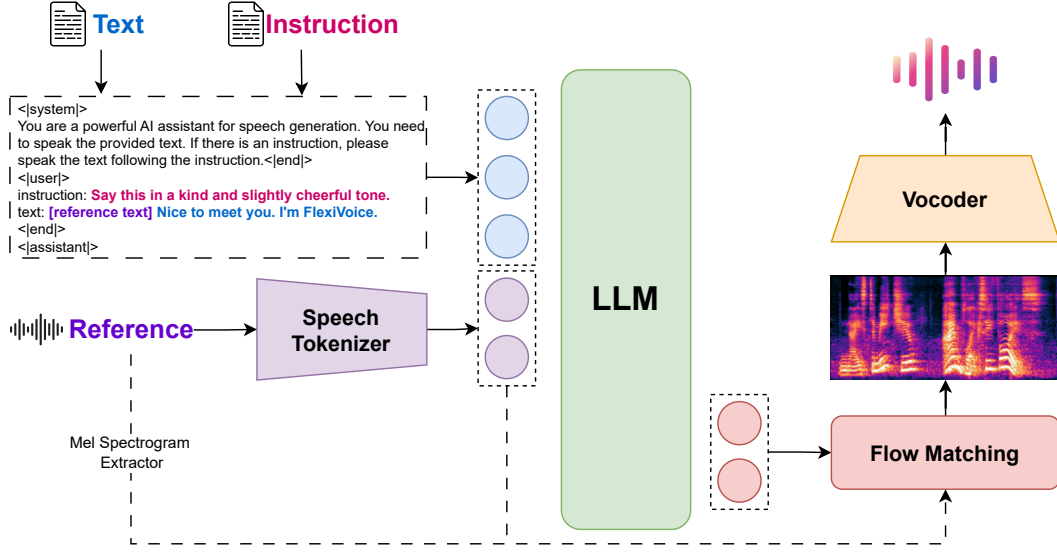 Text
Instruction
<|system|>
You are a powerful AI assistant for speech generation. You need
to speak the provided text. If there is an instruction, please
speak the text following the instruction.<|end|>
<|user|>
instruction: Say this in a kind and slightly cheerful tone.
text: [reference text] Nice to meet you. I'm FlexiVoice.
<|end|>
<|assistant|>
Reference
Speech
Tokenizer
Mel Spectrogram
Extractor
LLM
Vocoder
Flow Matching